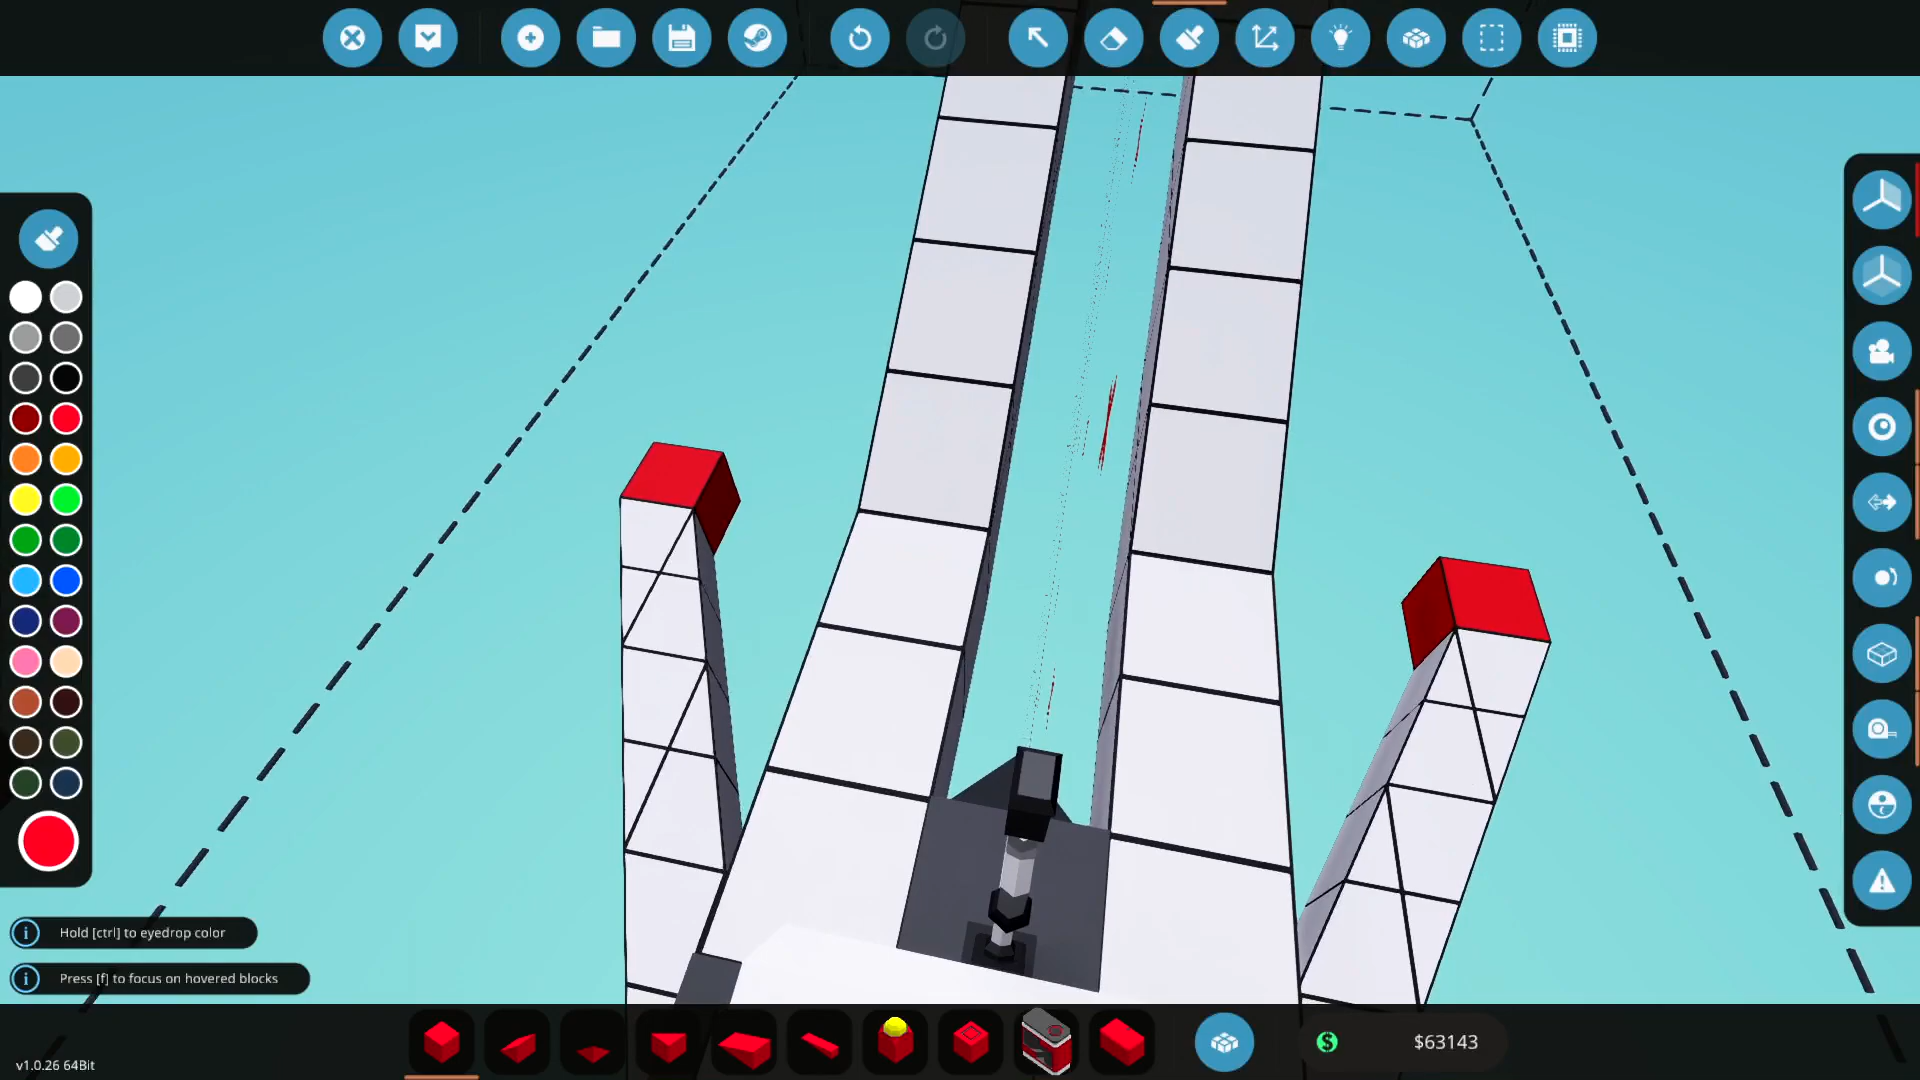 Hold [ctrl] to eyedrop color
Press [f] to focus on hovered blocks
v1.0.26 64Bit
$
$63143